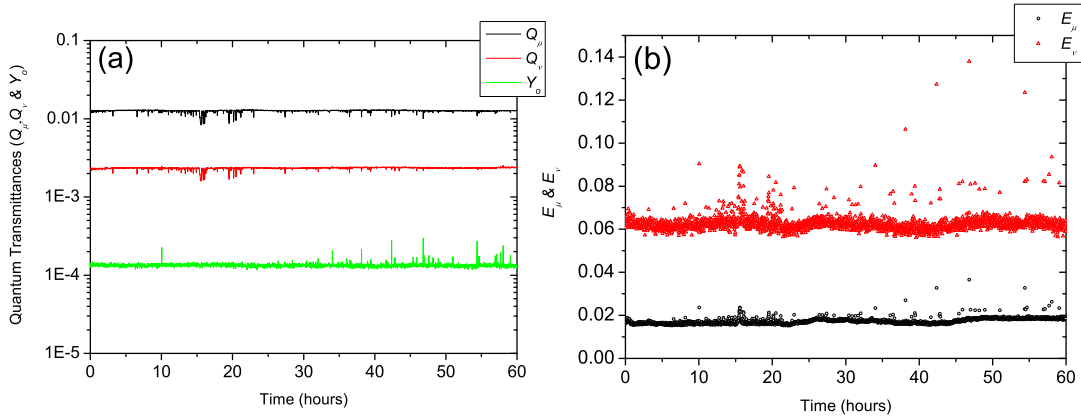 (a)
Q_μ
Q_ν
Y_o
Quantum Transmittances (Q_μ,Q_ν & Y_o)
0.1
0.01
1E-3
1E-4
1E-5
0 10 20 30 40 50 60
Time (hours)
(b)
E_μ
E_ν
E_μ & E_ν
0.14
0.12
0.10
0.08
0.06
0.04
0.02
0.00
0 10 20 30 40 50 60
Time (hours)